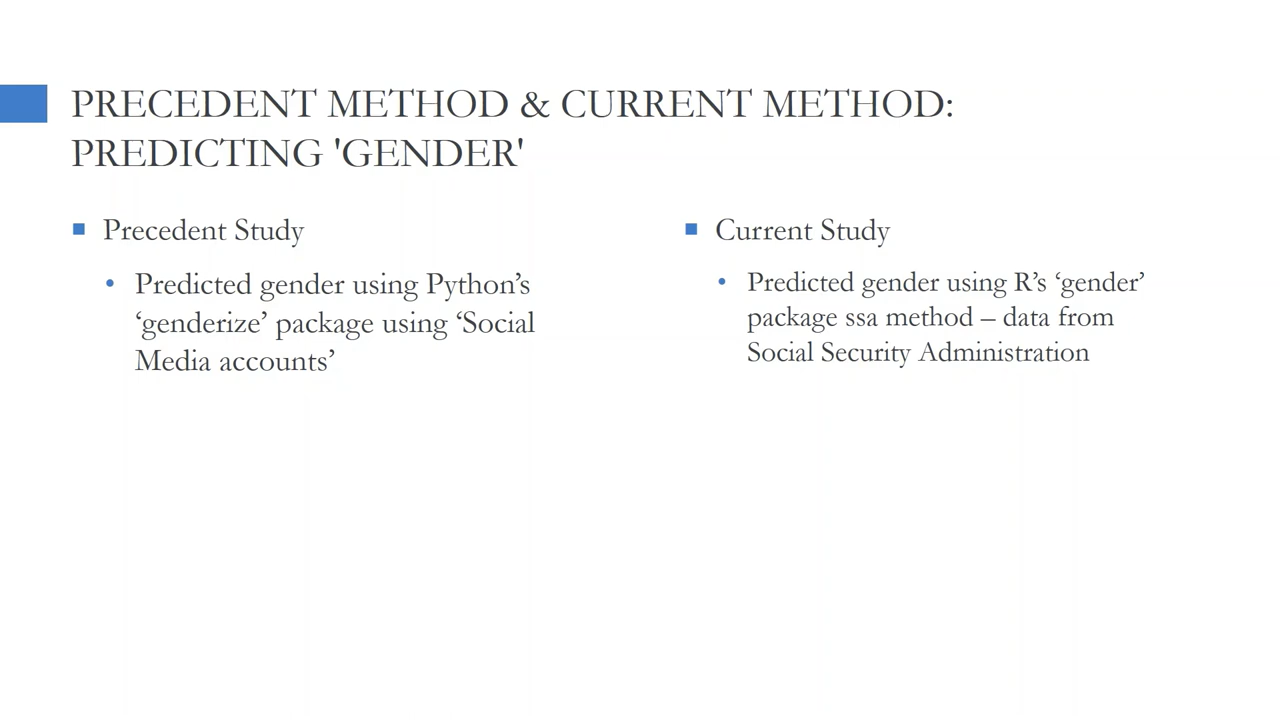 PRECEDENT METHOD & CURRENT METHOD:
PREDICTING 'GENDER'
Precedent Study
Predicted gender using Python’s
‘genderize’ package using ‘Social
Media accounts’
Current Study
Predicted gender using R’s ‘gender’
package ssa method – data from
Social Security Administration